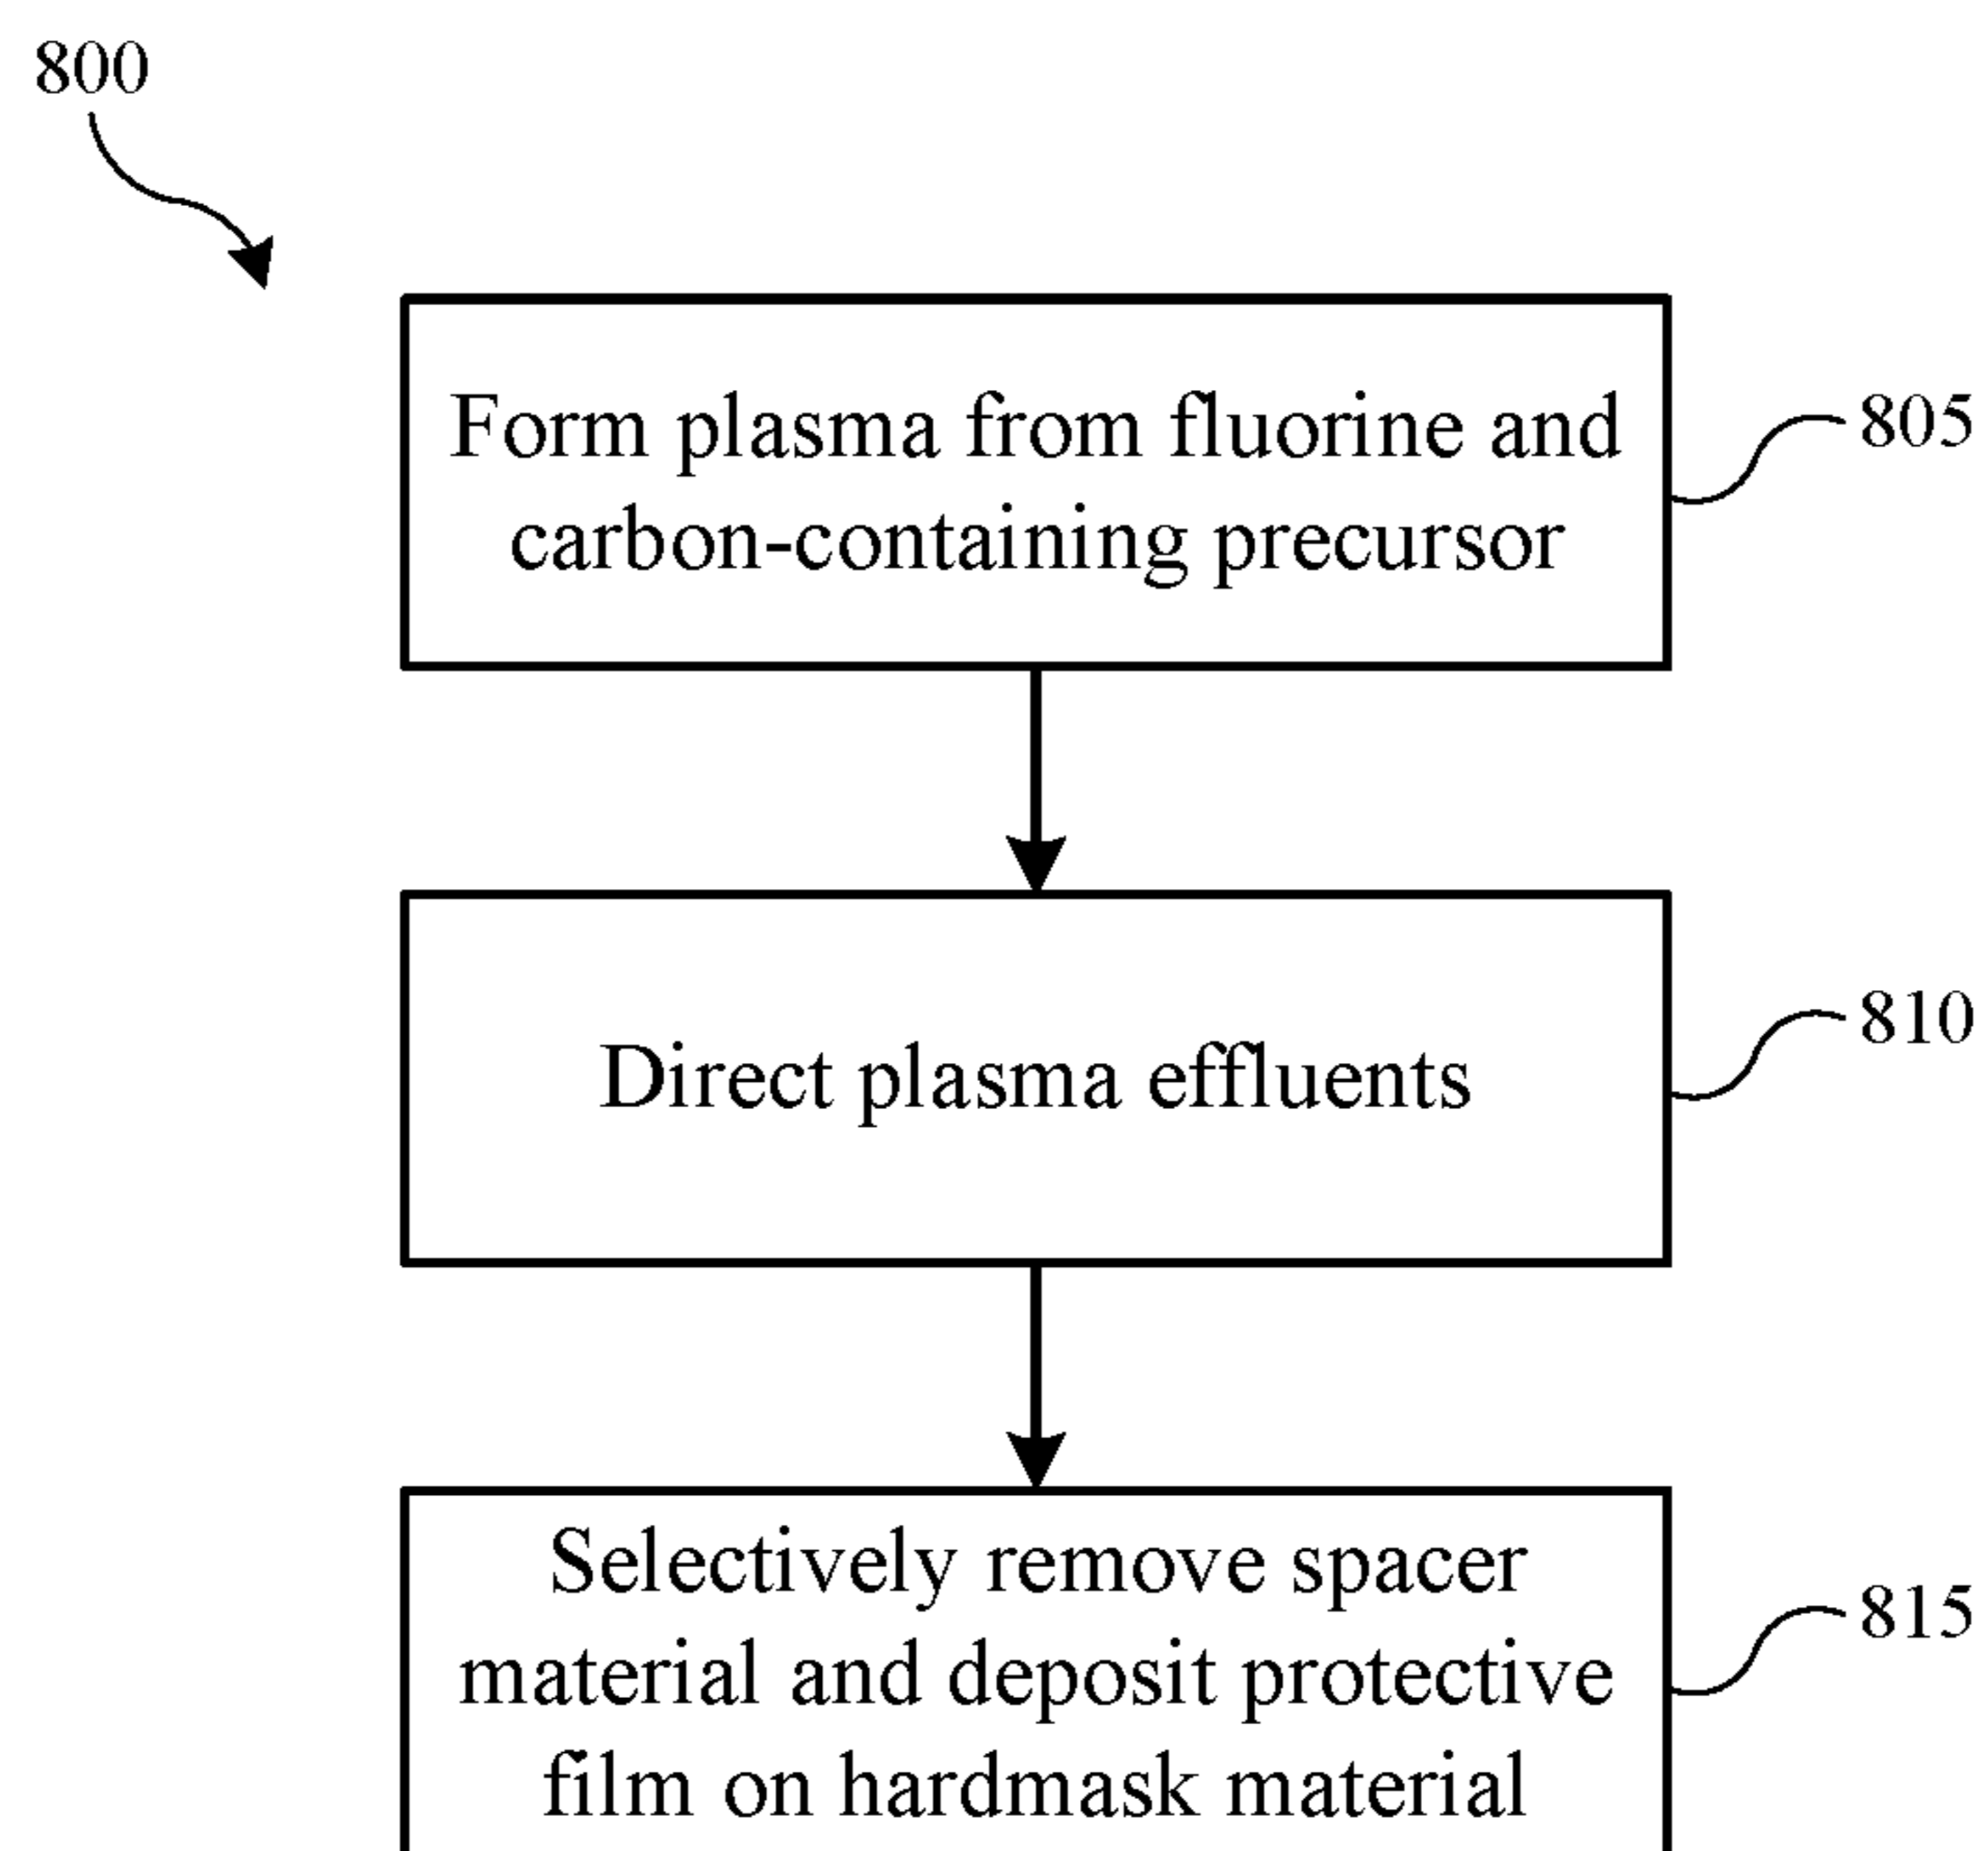 800
Form plasma from fluorine and
carbon-containing precursor
805
Direct plasma effluents
810
Selectively remove spacer
material and deposit protective
film on hardmask material
815